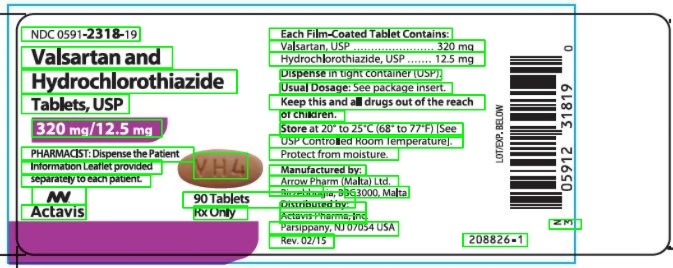 NDC 0591-2318-19
Valsartan and
Hydrochlorothiazide
Tablets, USP
320 mg/12.5 mg
PHARMACIST: Dispense the Patient
Information Leaflet provided
separately to each patient.
Actavis
VH4
90 Tablets
Rx Only
Each Film-Coated Tablet Contains:
Valsartan, USP ...................... 320 mg
Hydrochlorothiazide, USP ....... 12.5 mg
Dispense in tight container (USP).
Usual Dosage: See package insert.
Keep this and all drugs out of the reach
of children.
Store at 20° to 25°C (68° to 77°F) [See
USP Controlled Room Temperature].
Protect from moisture.
Manufactured by:
Arrow Pharm (Malta) Ltd.
BBG3000, Malta
Distributed by:
Actavis Pharma, Inc.
Parsippany, NJ 07054 USA
Rev. 02/15
208826-1
LOT/EXP. BELOW
05912 31819 0
N
3